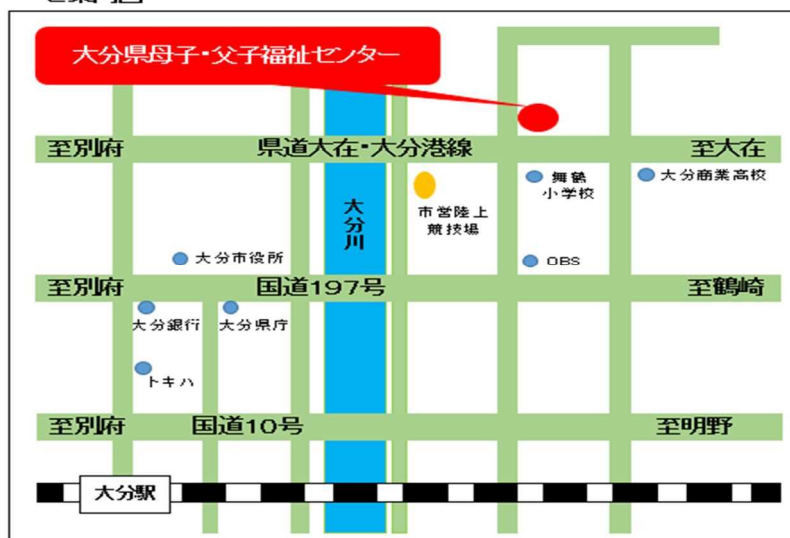 大分県母子・父子福祉センター
至別府 県道大在・大分港線 至大在
舞鶴
小学校
大分商業高校
市営陸上
競技場
大分川
大分市役所
OBS
至別府 国道197号 至鶴崎
大分銀行
大分県庁
トキハ
至別府 国道10号 至明野
大分駅